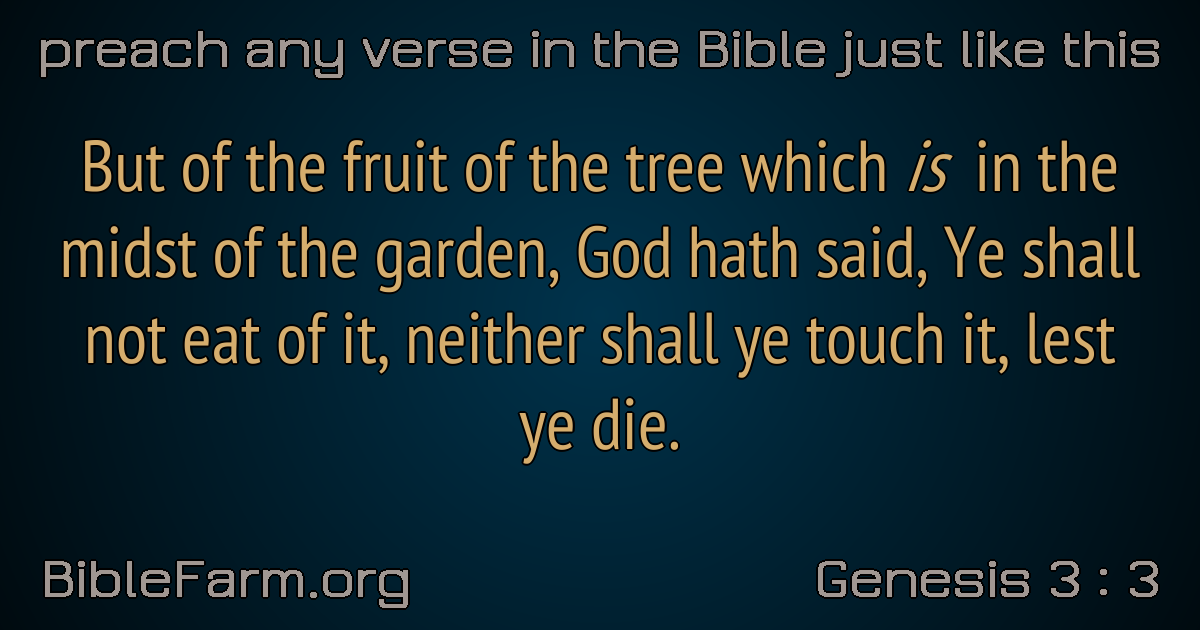 preach any verse in the Bible just like this
But of the fruit of the tree which is in the
midst of the garden, God hath said, Ye shall
not eat of it, neither shall ye touch it, lest
ye die.
BibleFarm.org
Genesis 3 : 3